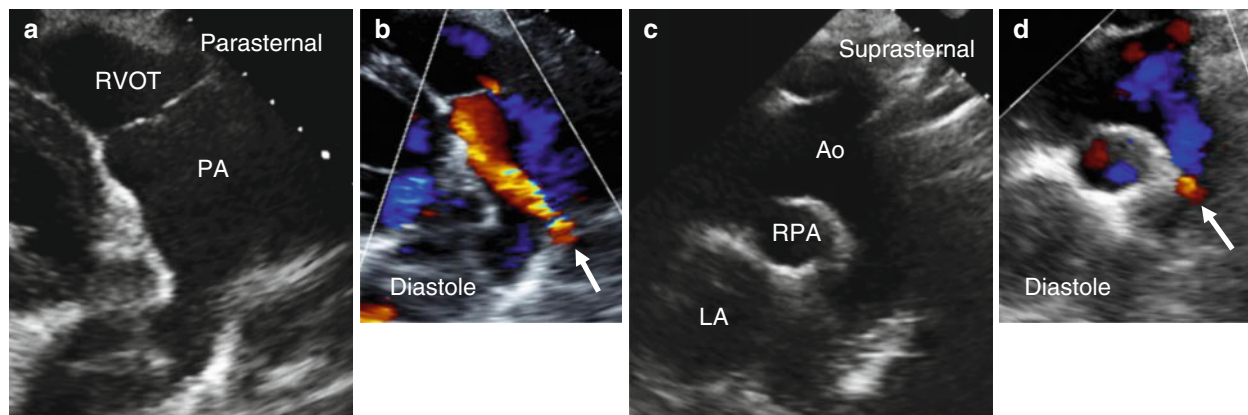 a
Parasternal
RVOT
PA
b
Diastole
c
Suprasternal
Ao
RPA
LA
d
Diastole